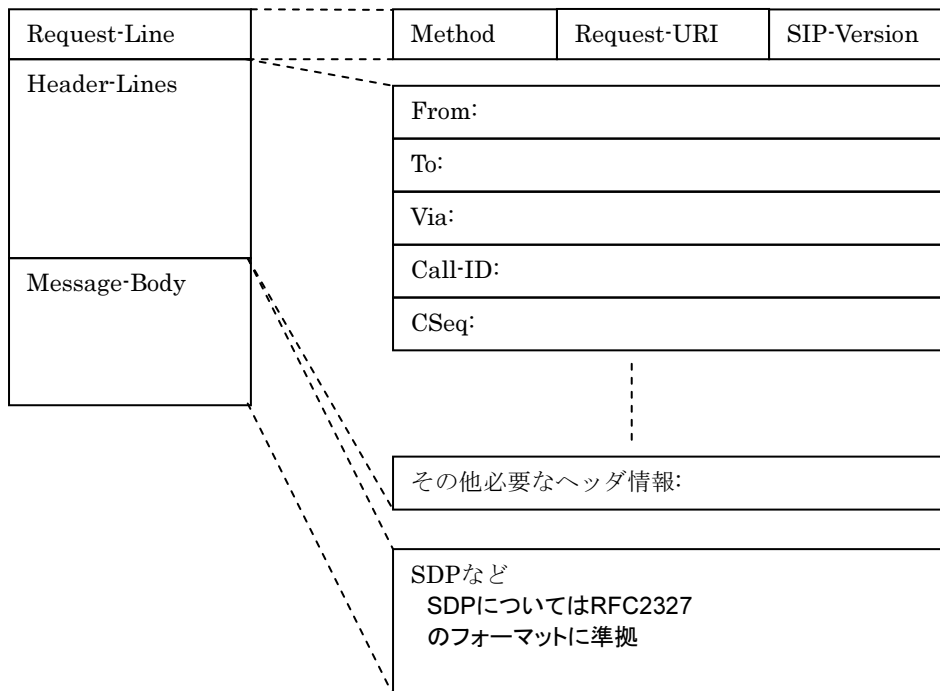 Request-Line
Method
Request-URI
SIP-Version
Header-Lines
From:
To:
Via:
Call-ID:
CSeq:
Message-Body
その他必要なヘッダ情報:
SDPなど
SDPについてはRFC2327
のフォーマットに準拠